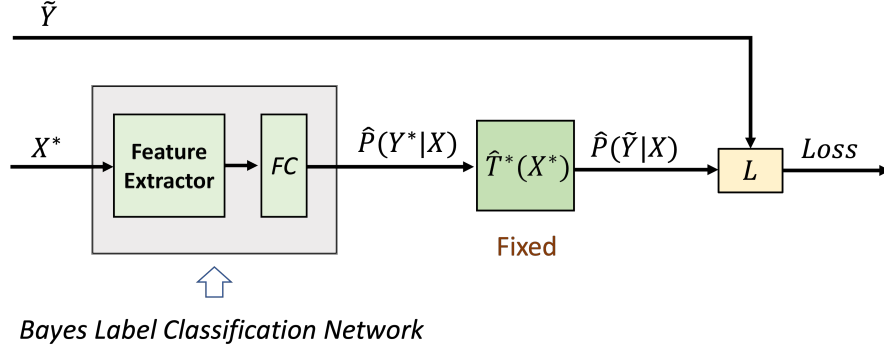 Ỹ
X*
Feature
Extractor
FC
P̂(Y*|X)
T̂*(X*)
P̂(Ỹ|X)
L
Loss
Fixed
Bayes Label Classification Network